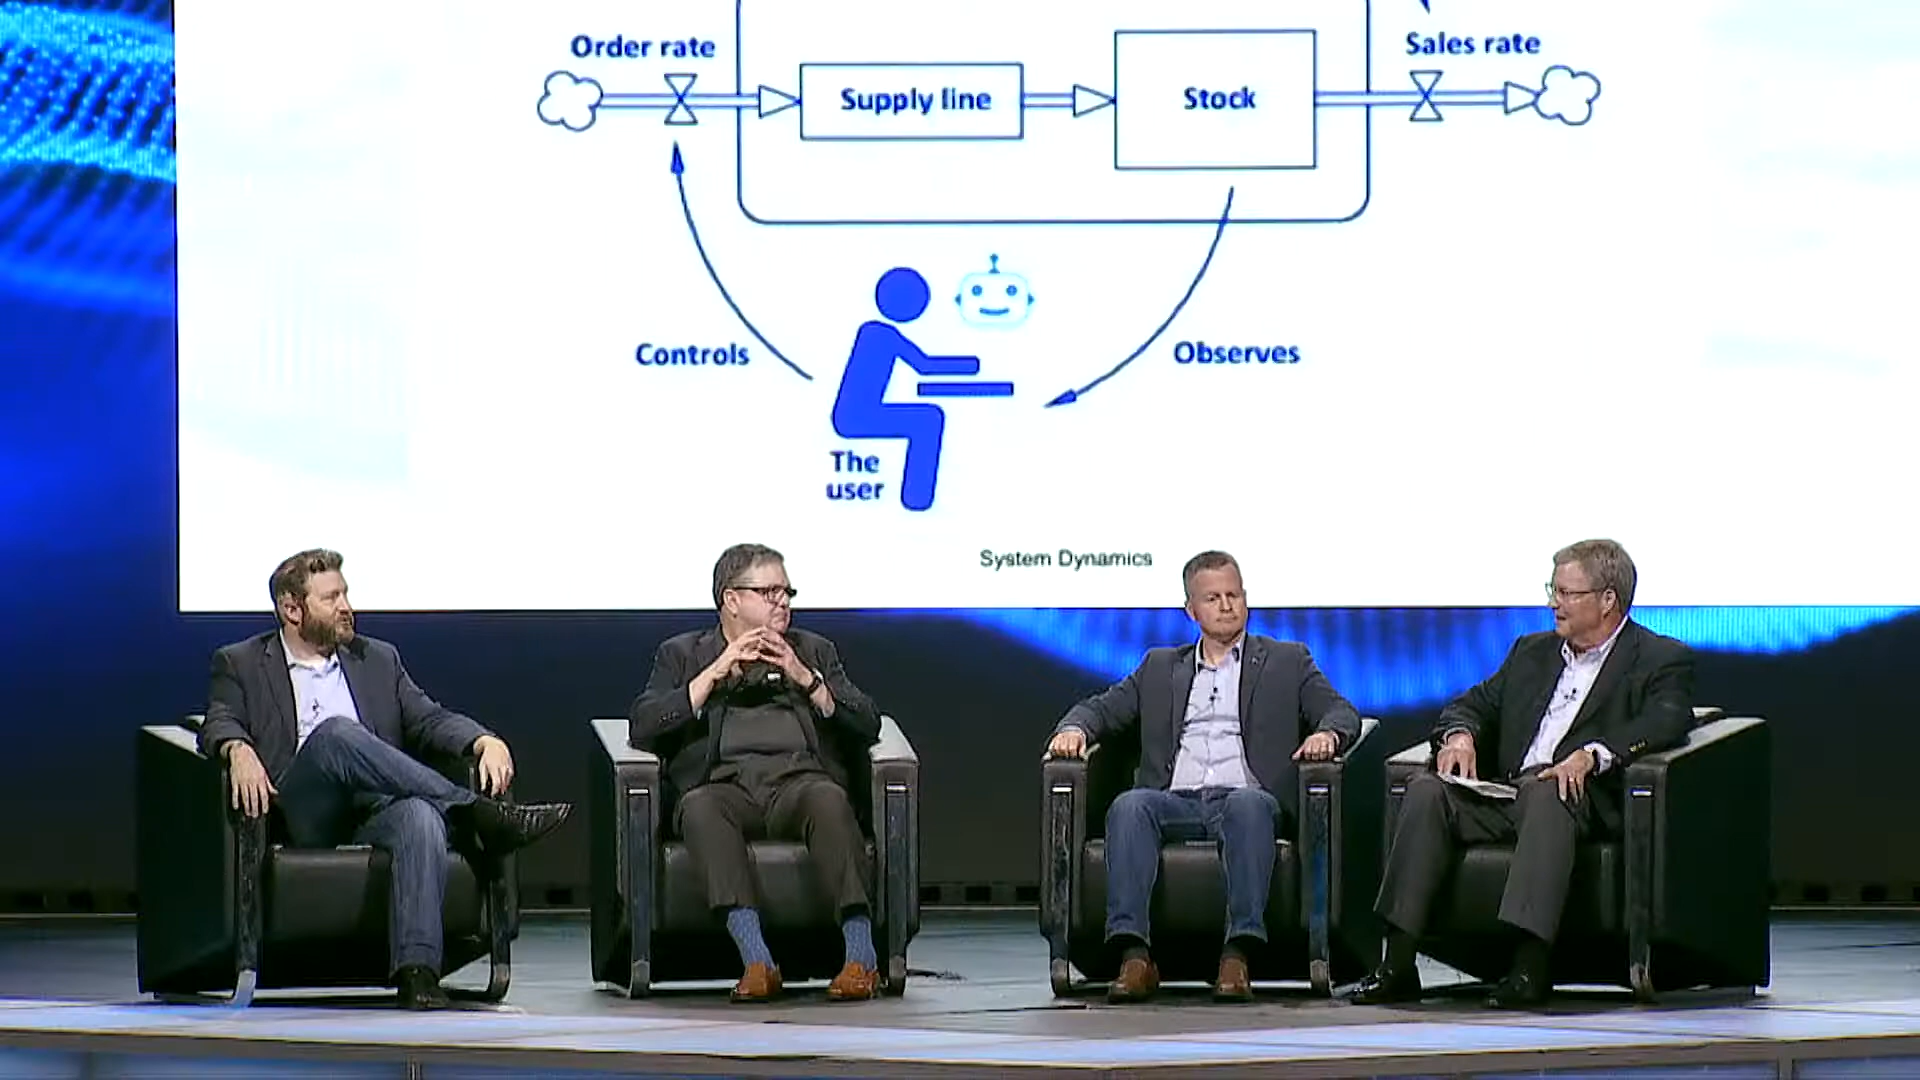 Order rate
Sales rate
Supply line
Stock
Controls
Observes
The
user
System Dynamics